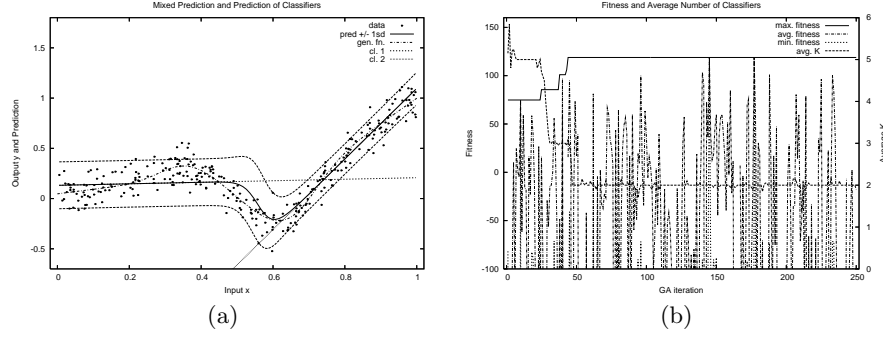 Mixed Prediction and Prediction of Classifiers
data
pred +/- 1sd
gen. fn.
cl. 1
cl. 2
Output y and Prediction
1.5
1
0.5
0
-0.5
0 0.2 0.4 0.6 0.8 1
Input x
(a)
Fitness and Average Number of Classifiers
max. fitness
avg. fitness
min. fitness
avg. K
Fitness
150
100
50
0
-50
-100
6
5
4
3
2
1
0
Average K
0 50 100 150 200 250
GA iteration
(b)